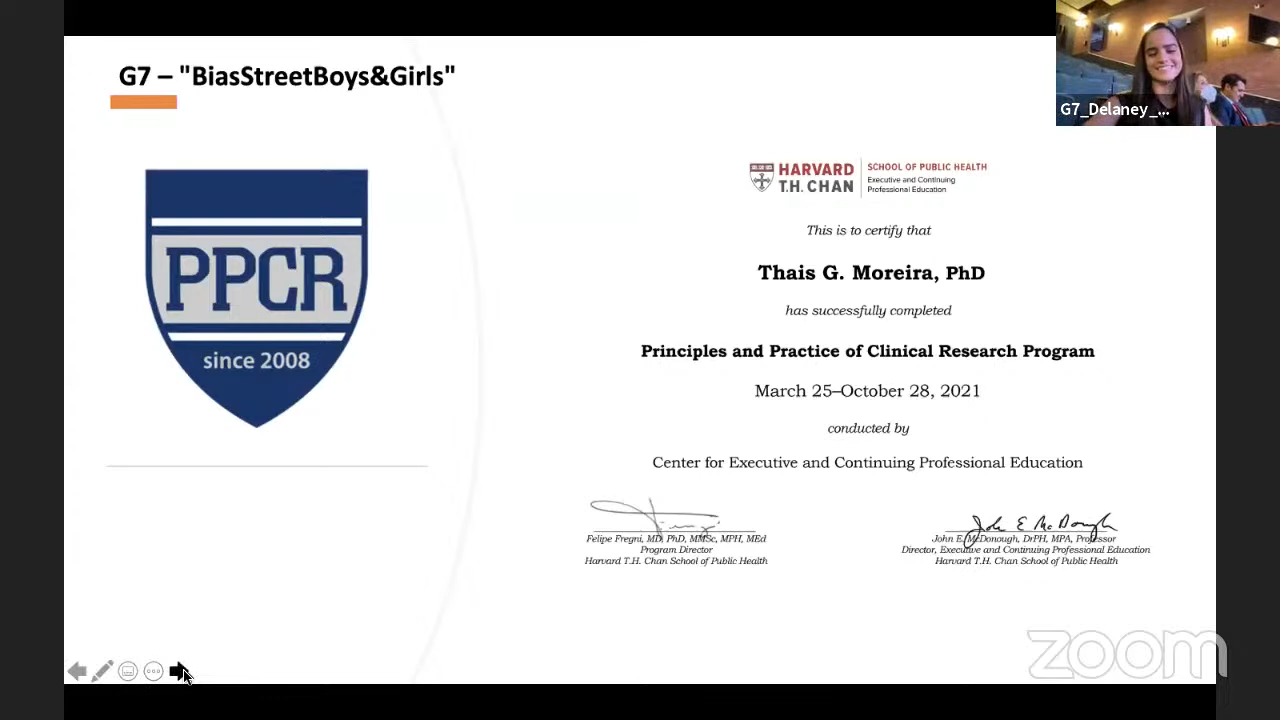 G7 – "BiasStreetBoys&Girls"
G7_Delaney_...
PPCR
since 2008
HARVARD
T.H. CHAN
SCHOOL OF PUBLIC HEALTH
Executive and Continuing
Professional Education
This is to certify that
Thais G. Moreira, PhD
has successfully completed
Principles and Practice of Clinical Research Program
March 25–October 28, 2021
conducted by
Center for Executive and Continuing Professional Education
John E McDonough
Felipe Fregni, MD, PhD, MMSc, MPH, MEd
Program Director
Harvard T.H. Chan School of Public Health
John E. McDonough, DrPH, MPA, Professor
Director, Executive and Continuing Professional Education
Harvard T.H. Chan School of Public Health
zoom